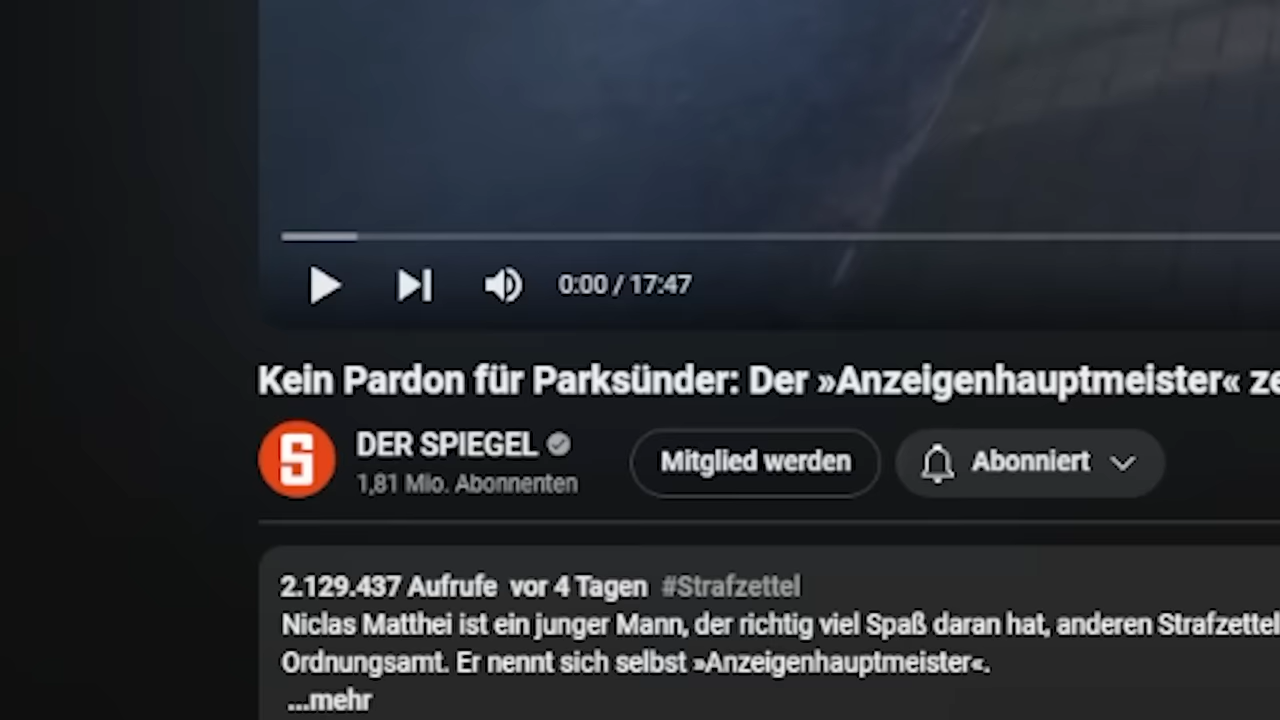 0:00 / 17:47
Kein Pardon für Parksünder: Der »Anzeigenhauptmeister« ze
S
DER SPIEGEL
Mitglied werden
Abonniert
1,81 Mio. Abonnenten
2.129.437 Aufrufe vor 4 Tagen #Strafzettel
Niclas Matthei ist ein junger Mann, der richtig viel Spaß daran hat, anderen Strafzettel
Ordnungsamt. Er nennt sich selbst »Anzeigenhauptmeister«.
...mehr